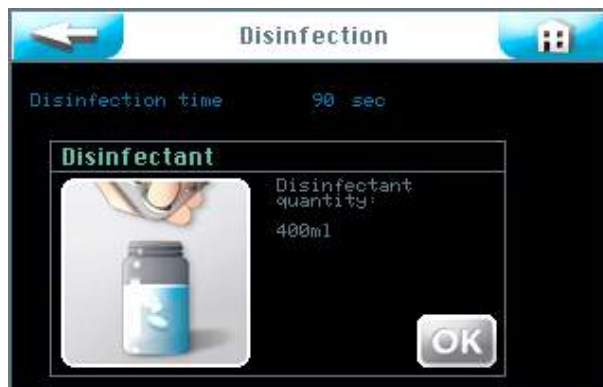 Disinfection
Disinfection time 90 sec
Disinfectant
Disinfectant
quantity:
400ml
OK